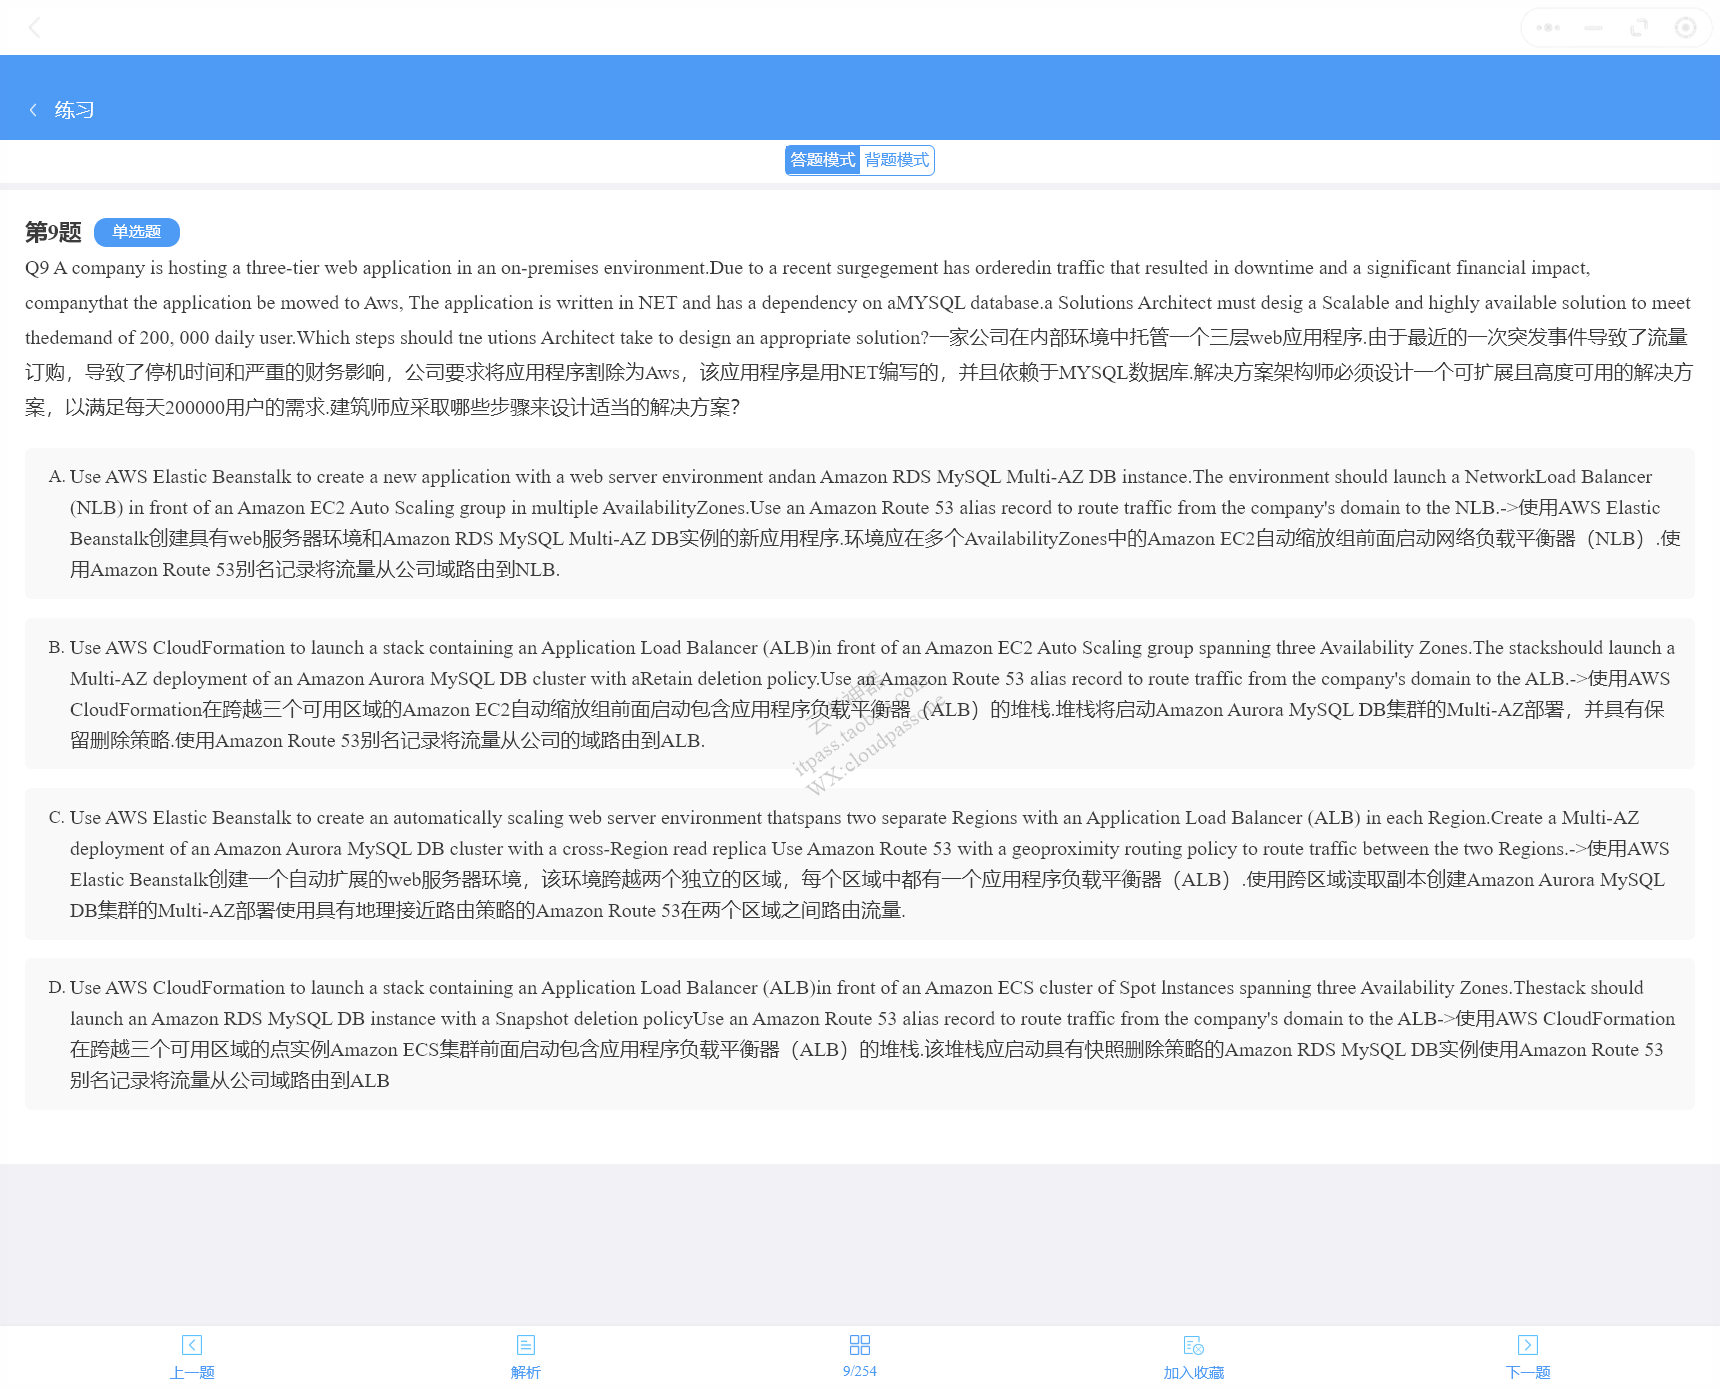 练习
答题模式 背题模式
第9题 单选题
Q9 A company is hosting a three-tier web application in an on-premises environment.Due to a recent surgegement has orderedin traffic that resulted in downtime and a significant financial impact,
companythat the application be mowed to Aws, The application is written in NET and has a dependency on aMYSQL database.a Solutions Architect must desig a Scalable and highly available solution to meet
thedemand of 200, 000 daily user.Which steps should tne utions Architect take to design an appropriate solution?一家公司在内部环境中托管一个三层web应用程序.由于最近的一次突发事件导致了流量
订购，导致了停机时间和严重的财务影响，公司要求将应用程序割除为Aws，该应用程序是用NET编写的，并且依赖于MYSQL数据库.解决方案架构师必须设计一个可扩展且高度可用的解决方
案，以满足每天200000用户的需求.建筑师应采取哪些步骤来设计适当的解决方案？
A. Use AWS Elastic Beanstalk to create a new application with a web server environment andan Amazon RDS MySQL Multi-AZ DB instance.The environment should launch a NetworkLoad Balancer
(NLB) in front of an Amazon EC2 Auto Scaling group in multiple AvailabilityZones.Use an Amazon Route 53 alias record to route traffic from the company's domain to the NLB.->使用AWS Elastic
Beanstalk创建具有web服务器环境和Amazon RDS MySQL Multi-AZ DB实例的新应用程序.环境应在多个AvailabilityZones中的Amazon EC2自动缩放组前面启动网络负载平衡器（NLB）.使
用Amazon Route 53别名记录将流量从公司域路由到NLB.
B. Use AWS CloudFormation to launch a stack containing an Application Load Balancer (ALB)in front of an Amazon EC2 Auto Scaling group spanning three Availability Zones.The stackshould launch a
Multi-AZ deployment of an Amazon Aurora MySQL DB cluster with aRetain deletion policy.Use an Amazon Route 53 alias record to route traffic from the company's domain to the ALB.->使用AWS
CloudFormation在跨越三个可用区域的Amazon EC2自动缩放组前面启动包含应用程序负载平衡器（ALB）的堆栈.堆栈将启动Amazon Aurora MySQL DB集群的Multi-AZ部署，并具有保
留删除策略.使用Amazon Route 53别名记录将流量从公司的域路由到ALB.
itpass.taobao.com
WX:cloudpassone
C. Use AWS Elastic Beanstalk to create an automatically scaling web server environment thatspans two separate Regions with an Application Load Balancer (ALB) in each Region.Create a Multi-AZ
deployment of an Amazon Aurora MySQL DB cluster with a cross-Region read replica Use Amazon Route 53 with a geoproximity routing policy to route traffic between the two Regions.->使用AWS
Elastic Beanstalk创建一个自动扩展的web服务器环境，该环境跨越两个独立的区域，每个区域中都有一个应用程序负载平衡器（ALB）.使用跨区域读取副本创建Amazon Aurora MySQL
DB集群的Multi-AZ部署使用具有地理接近路由策略的Amazon Route 53在两个区域之间路由流量.
D. Use AWS CloudFormation to launch a stack containing an Application Load Balancer (ALB)in front of an Amazon ECS cluster of Spot lnstances spanning three Availability Zones.Thestack should
launch an Amazon RDS MySQL DB instance with a Snapshot deletion policyUse an Amazon Route 53 alias record to route traffic from the company's domain to the ALB->使用AWS CloudFormation
在跨越三个可用区域的点实例Amazon ECS集群前面启动包含应用程序负载平衡器（ALB）的堆栈.该堆栈应启动具有快照删除策略的Amazon RDS MySQL DB实例使用Amazon Route 53
别名记录将流量从公司域路由到ALB
上一题 解析 9/254 加入收藏 下一题